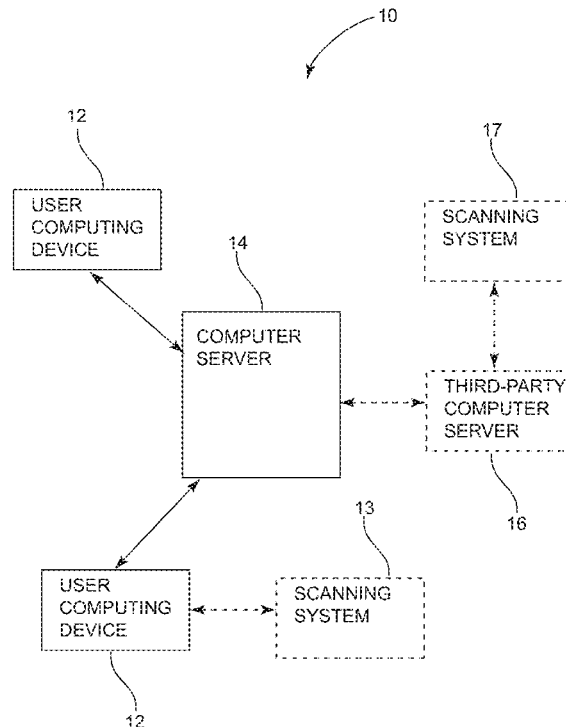 10
12
USER
COMPUTING
DEVICE
17
SCANNING
SYSTEM
14
COMPUTER
SERVER
THIRD-PARTY
COMPUTER
SERVER
16
13
USER
COMPUTING
DEVICE
SCANNING
SYSTEM
12